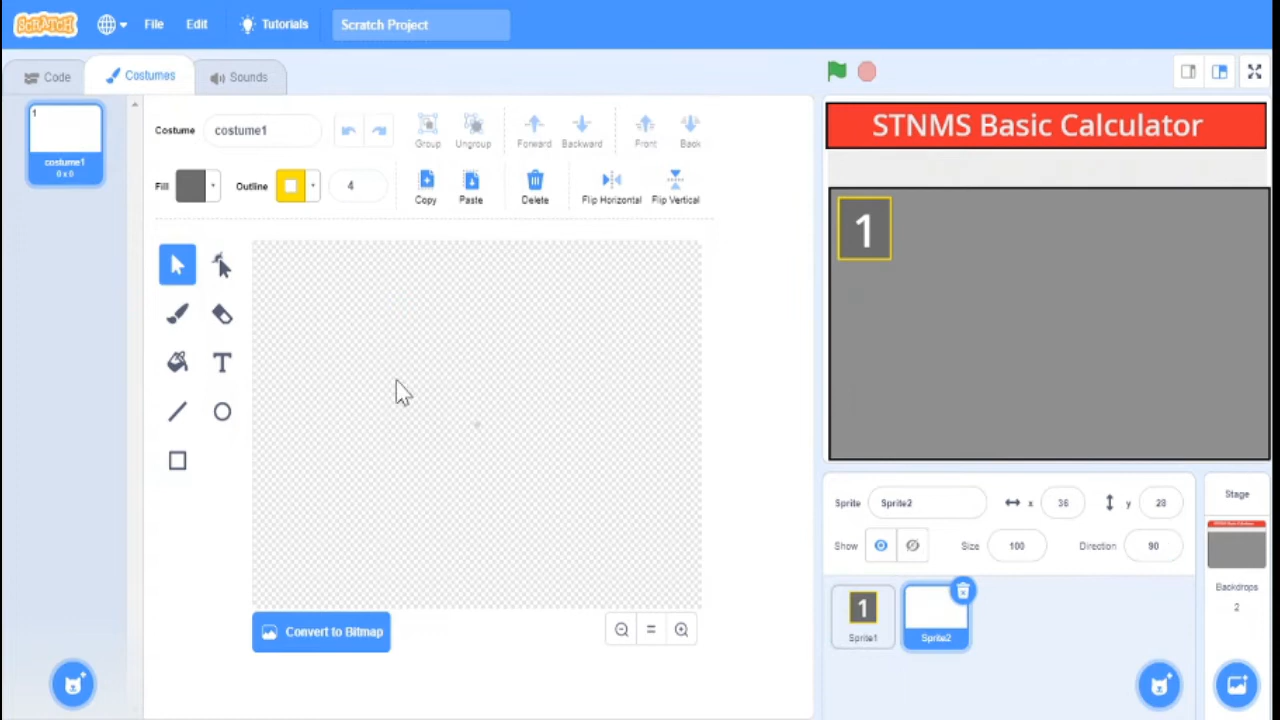 SCRATCH File Edit Tutorials Scratch Project
Code Costumes Sounds
1
costume1
0 x 0
Costume costume1 Group Ungroup Forward Backward Front Back
Fill Outline 4 Copy Paste Delete Flip Horizontal Flip Vertical
T
Convert to Bitmap
STNMS Basic Calculator
1
Sprite Sprite2 x 36 y 28
Show Size 100 Direction 90
1
Sprite1
Sprite2
Stage
Backdrops
2